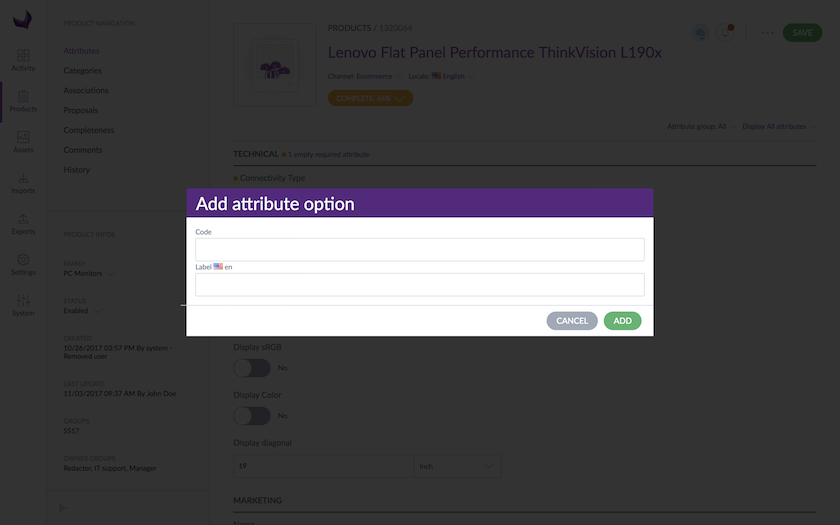 PRODUCT NAVIGATION
Attributes
Categories
Associations
Proposals
Completeness
Comments
History
Activity
Products
Assets
Imports
Exports
Settings
System
PRODUCT INFOS
FAMILY
PC Monitors
STATUS
Enabled
CREATED
10/26/2017 03:57 PM By system -
Removed user
LAST UPDATE
11/03/2017 09:37 AM By John Doe
GROUPS
OWNER GROUPS
Redactor, IT support, Manager
PRODUCTS / 1320064
Lenovo Flat Panel Performance ThinkVision L190x
Channel: Ecommerce Locale: English
COMPLETE: 66%
SAVE
Attribute group: All Display All attributes
TECHNICAL 1 empty required attribute
Connectivity Type
Add attribute option
Code
Label en
CANCEL ADD
Display sRGB
No
Display Color
No
Display diagonal
19 Inch
MARKETING
Name